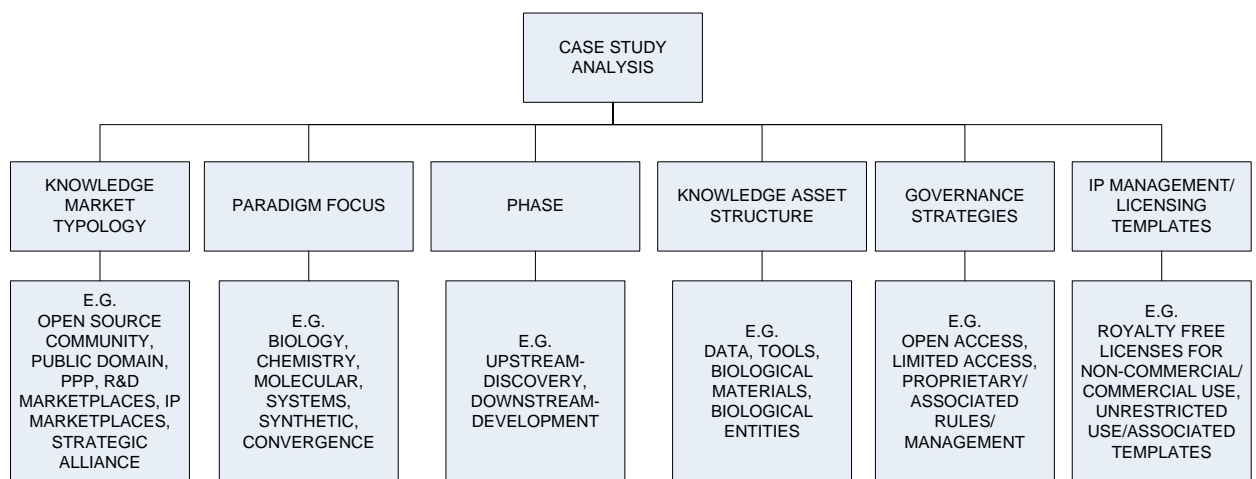 CASE STUDY
ANALYSIS
KNOWLEDGE
MARKET
TYPOLOGY
PARADIGM FOCUS
PHASE
KNOWLEDGE ASSET
STRUCTURE
GOVERNANCE
STRATEGIES
IP MANAGEMENT/
LICENSING
TEMPLATES
E.G.
OPEN SOURCE
COMMUNITY,
PUBLIC DOMAIN,
PPP, R&D
MARKETPLACES, IP
MARKETPLACES,
STRATEGIC
ALLIANCE
E.G.
BIOLOGY,
CHEMISTRY,
MOLECULAR,
SYSTEMS,
SYNTHETIC,
CONVERGENCE
E.G.
UPSTREAM-
DISCOVERY,
DOWNSTREAM-
DEVELOPMENT
E.G.
DATA, TOOLS,
BIOLOGICAL
MATERIALS,
BIOLOGICAL
ENTITIES
E.G.
OPEN ACCESS,
LIMITED ACCESS,
PROPRIETARY/
ASSOCIATED
RULES/
MANAGEMENT
E.G.
ROYALTY FREE
LICENSES FOR
NON-COMMERCIAL/
COMMERCIAL USE,
UNRESTRICTED
USE/ASSOCIATED
TEMPLATES